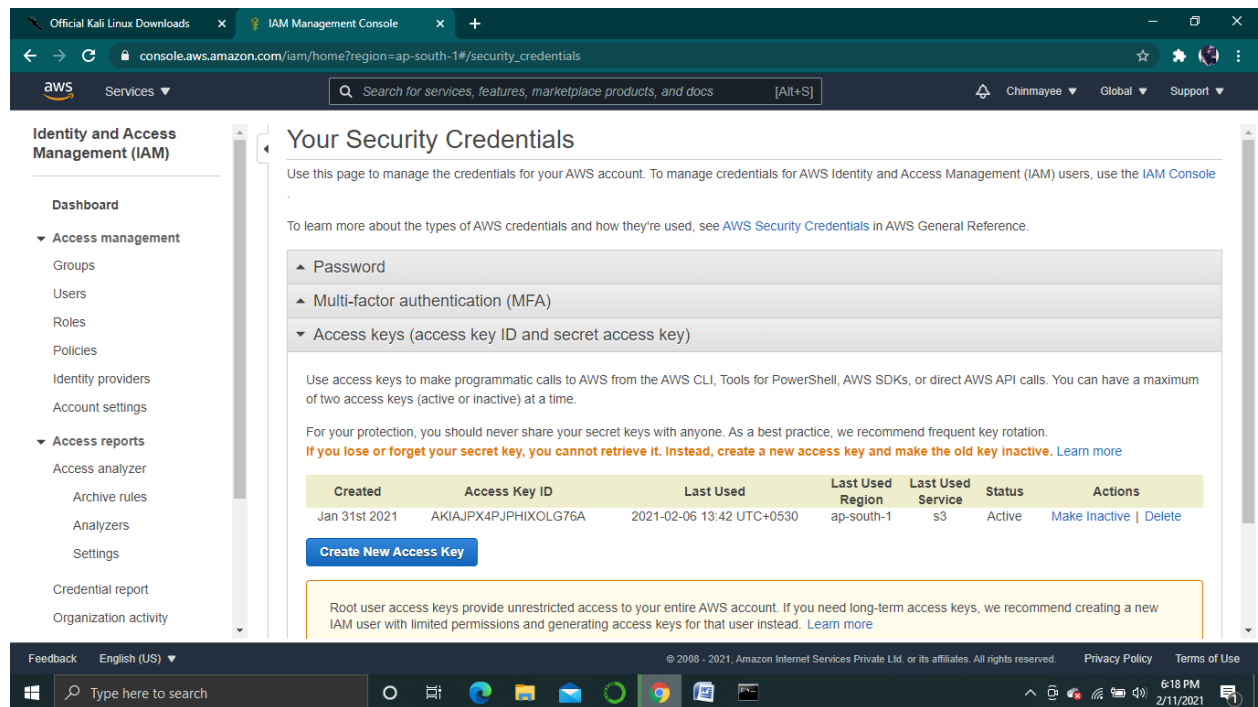 Official Kali Linux Downloads
IAM Management Console
console.aws.amazon.com/iam/home?region=ap-south-1#/security_credentials
aws
Services
Search for services, features, marketplace products, and docs [Alt+S]
Chinmayee
Global
Support
Identity and Access
Management (IAM)
Dashboard
Access management
Groups
Users
Roles
Policies
Identity providers
Account settings
Access reports
Access analyzer
Archive rules
Analyzers
Settings
Credential report
Organization activity
Your Security Credentials
Use this page to manage the credentials for your AWS account. To manage credentials for AWS Identity and Access Management (IAM) users, use the IAM Console
.
To learn more about the types of AWS credentials and how they're used, see AWS Security Credentials in AWS General Reference.
Password
Multi-factor authentication (MFA)
Access keys (access key ID and secret access key)
Use access keys to make programmatic calls to AWS from the AWS CLI, Tools for PowerShell, AWS SDKs, or direct AWS API calls. You can have a maximum
of two access keys (active or inactive) at a time.
For your protection, you should never share your secret keys with anyone. As a best practice, we recommend frequent key rotation.
If you lose or forget your secret key, you cannot retrieve it. Instead, create a new access key and make the old key inactive. Learn more
Created Access Key ID Last Used Last Used Region Last Used Service Status Actions
Jan 31st 2021 AKIAJPX4PJPHIXOLG76A 2021-02-06 13:42 UTC+0530 ap-south-1 s3 Active Make Inactive | Delete
Create New Access Key
Root user access keys provide unrestricted access to your entire AWS account. If you need long-term access keys, we recommend creating a new
IAM user with limited permissions and generating access keys for that user instead. Learn more
Feedback English (US) © 2008 - 2021, Amazon Internet Services Private Ltd. or its affiliates. All rights reserved. Privacy Policy Terms of Use
Type here to search
6:18 PM
2/11/2021
1